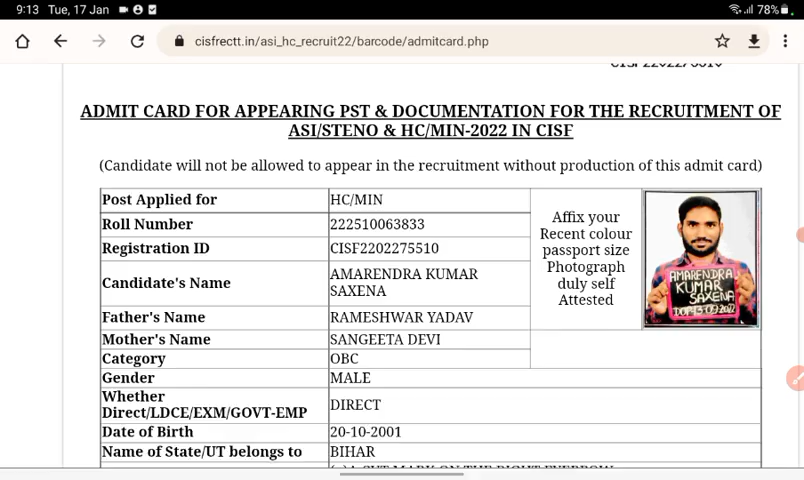 9:13 Tue, 17 Jan
78%
cisfrectt.in/asi_hc_recruit22/barcode/admitcard.php
CISF2202275510
ADMIT CARD FOR APPEARING PST & DOCUMENTATION FOR THE RECRUITMENT OF
ASI/STENO & HC/MIN-2022 IN CISF
(Candidate will not be allowed to appear in the recruitment without production of this admit card)
Post Applied for HC/MIN
Roll Number 222510063833
Registration ID CISF2202275510
Candidate's Name AMARENDRA KUMAR
SAXENA
Father's Name RAMESHWAR YADAV
Mother's Name SANGEETA DEVI
Category OBC
Gender MALE
Whether
Direct/LDCE/EXM/GOVT-EMP DIRECT
Date of Birth 20-10-2001
Name of State/UT belongs to BIHAR
Affix your
Recent colour
passport size
Photograph
duly self
Attested
AMARENDRA
KUMAR
SAXENA